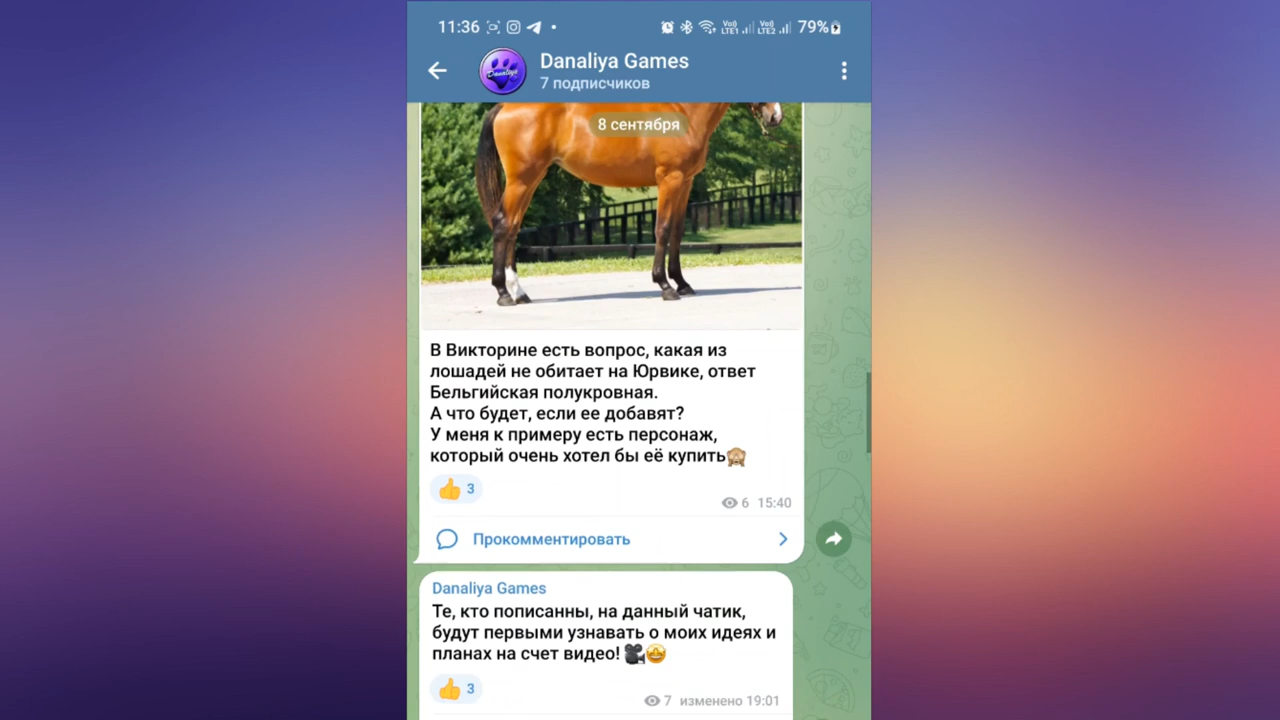 11:36
79%
Danaliya Games
7 подписчиков
8 сентября
В Викторине есть вопрос, какая из
лошадей не обитает на Юрвике, ответ
Бельгийская полукровная.
А что будет, если ее добавят?
У меня к примеру есть персонаж,
который очень хотел бы её купить🙈
👍 3
6 15:40
Прокомментировать
Danaliya Games
Те, кто пописанны, на данный чатик,
будут первыми узнавать о моих идеях и
планах на счет видео! 🎥🤩
👍 3
7 изменено 19:01